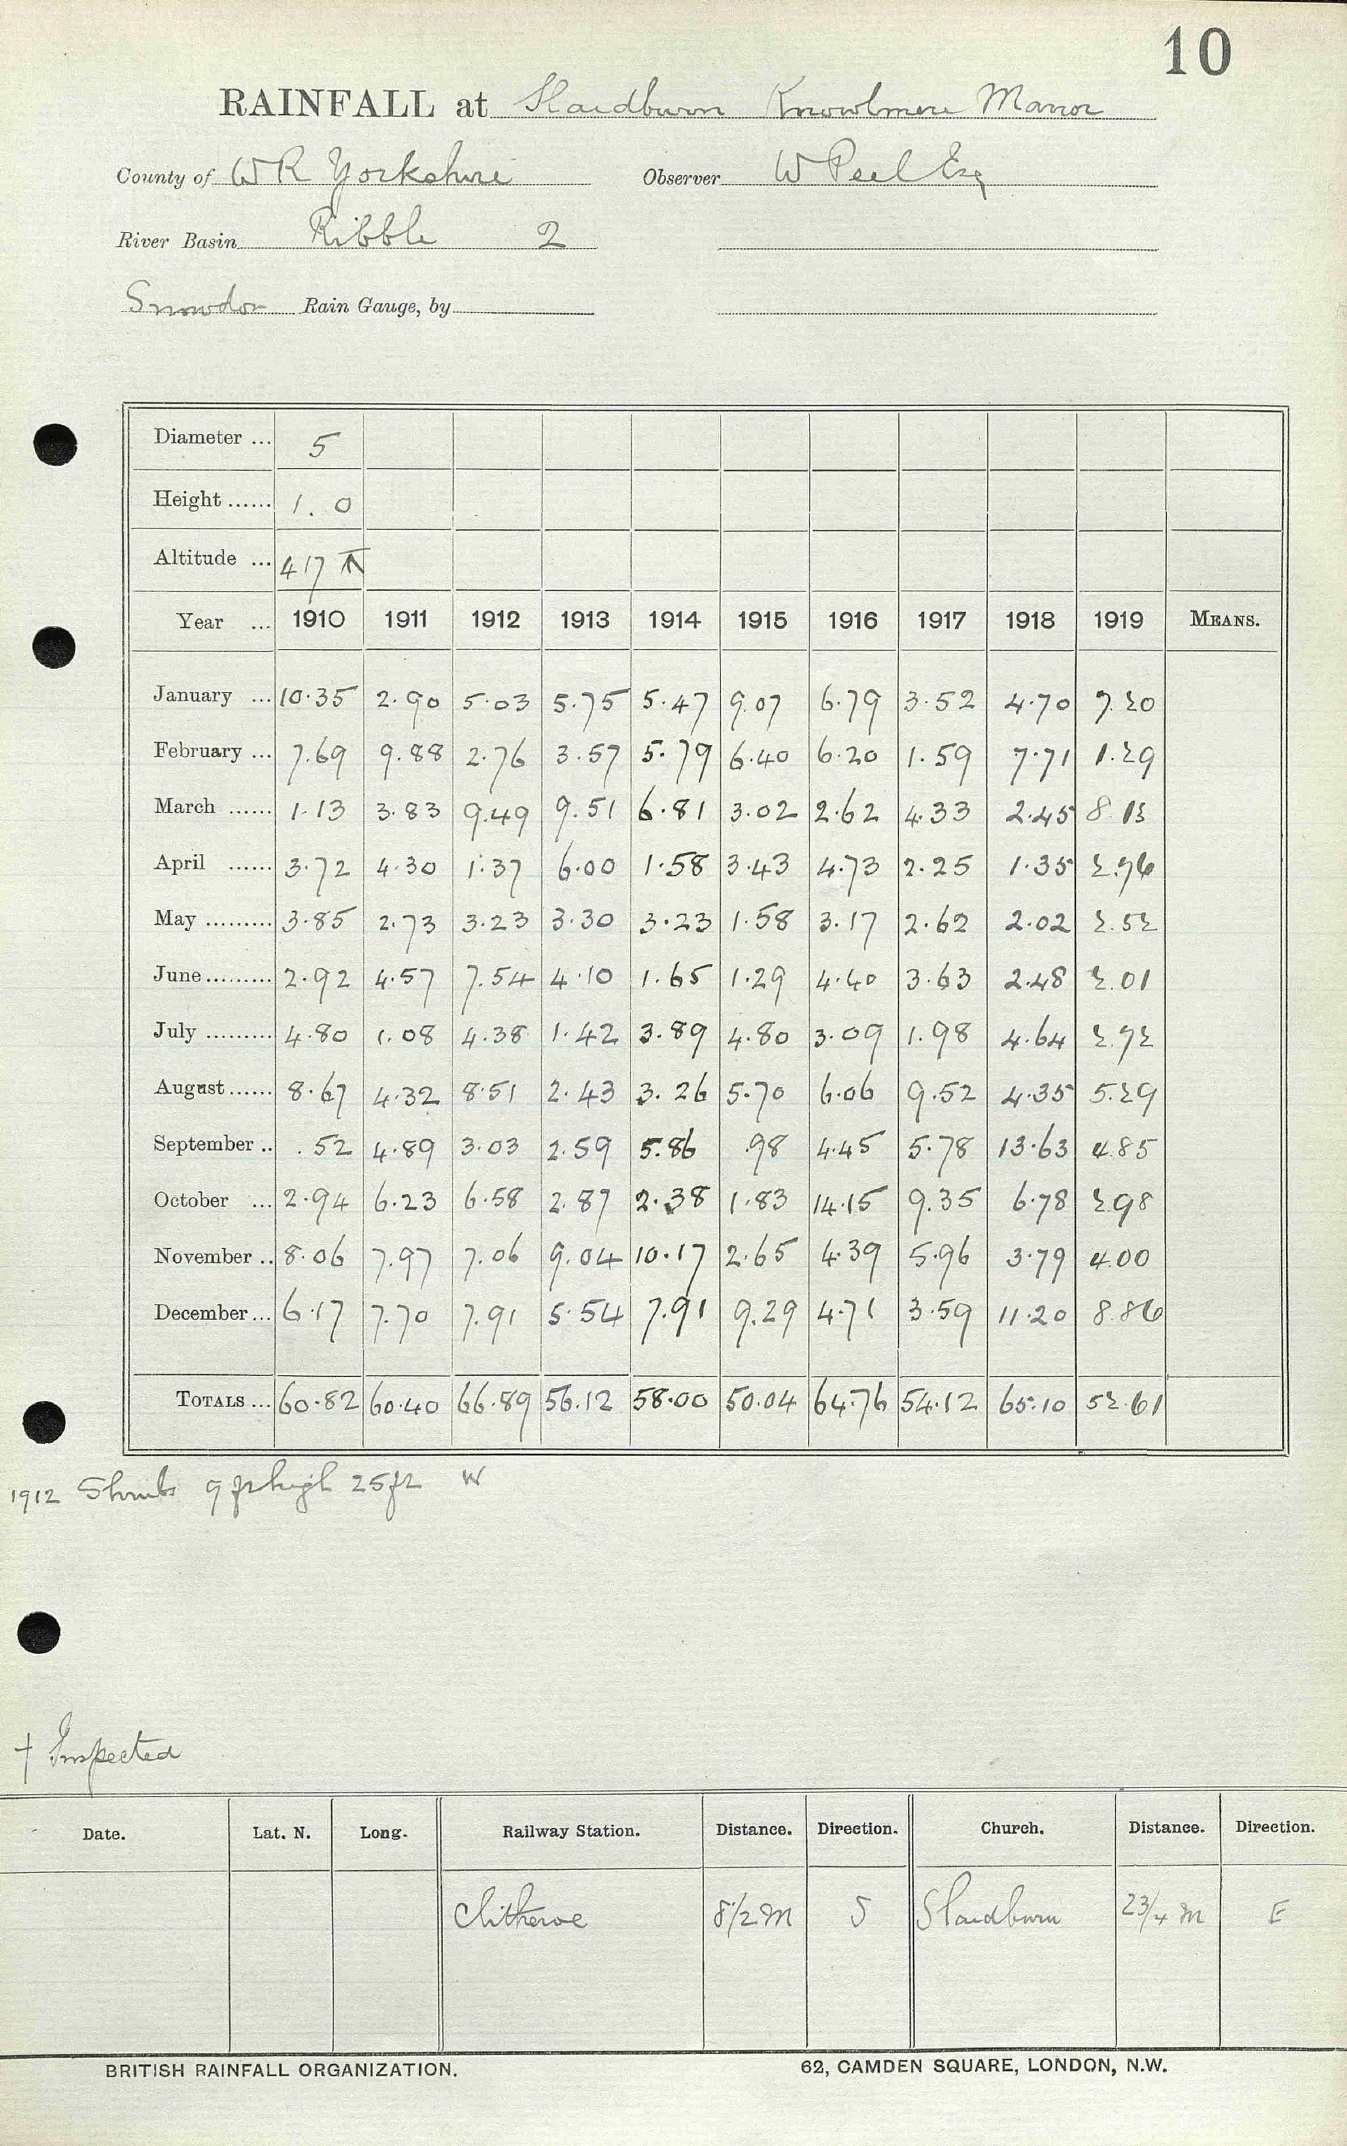 10
RAINFALL at Slaidburn Knowlmere Manor
County of W R Yorkshire Observer W Peel Esq
River Basin Ribble 2
Snowdon Rain Gauge, by
Diameter ... 5
Height ...... 1. 0
Altitude ... 417
Year ... 1910 1911 1912 1913 1914 1915 1916 1917 1918 1919 MEANS.
January ... 10.35 2.90 5.03 5.75 5.47 9.07 6.79 3.52 4.70 7.20
February ... 7.69 9.88 2.76 3.57 5.79 6.40 6.20 1.59 7.71 1.29
March ...... 1.13 3.83 9.49 9.51 6.81 3.02 2.62 4.33 2.45 8.13
April ...... 3.72 4.30 1.37 6.00 1.58 3.43 4.73 2.25 1.35 2.76
May ......... 3.85 2.73 3.23 3.30 3.23 1.58 3.17 2.62 2.02 2.52
June ......... 2.92 4.57 7.54 4.10 1.65 1.29 4.40 3.63 2.48 2.01
July ......... 4.80 1.08 4.38 1.42 3.89 4.80 3.09 1.98 4.64 2.72
August ...... 8.67 4.32 8.51 2.43 3.26 5.70 6.06 9.52 4.35 5.29
September .. .52 4.89 3.03 2.59 5.86 .98 4.45 5.78 13.63 4.85
October ... 2.94 6.23 6.58 2.87 2.38 1.83 14.15 9.35 6.78 2.98
November .. 8.06 7.97 7.06 9.04 10.17 2.65 4.39 5.96 3.79 4.00
December ... 6.17 7.70 7.91 5.54 7.91 9.29 4.71 3.59 11.20 8.86
TOTALS ... 60.82 60.40 66.89 56.12 58.00 50.04 64.76 54.12 65.10 52.61
1912 Shrubs 9 ft high 25 ft W
† Inspected
Date. Lat. N. Long. Railway Station. Distance. Direction. Church. Distance. Direction.
Clitheroe 8 1/2 M S Slaidburn 2 3/4 M E
BRITISH RAINFALL ORGANIZATION. 62, CAMDEN SQUARE, LONDON, N.W.